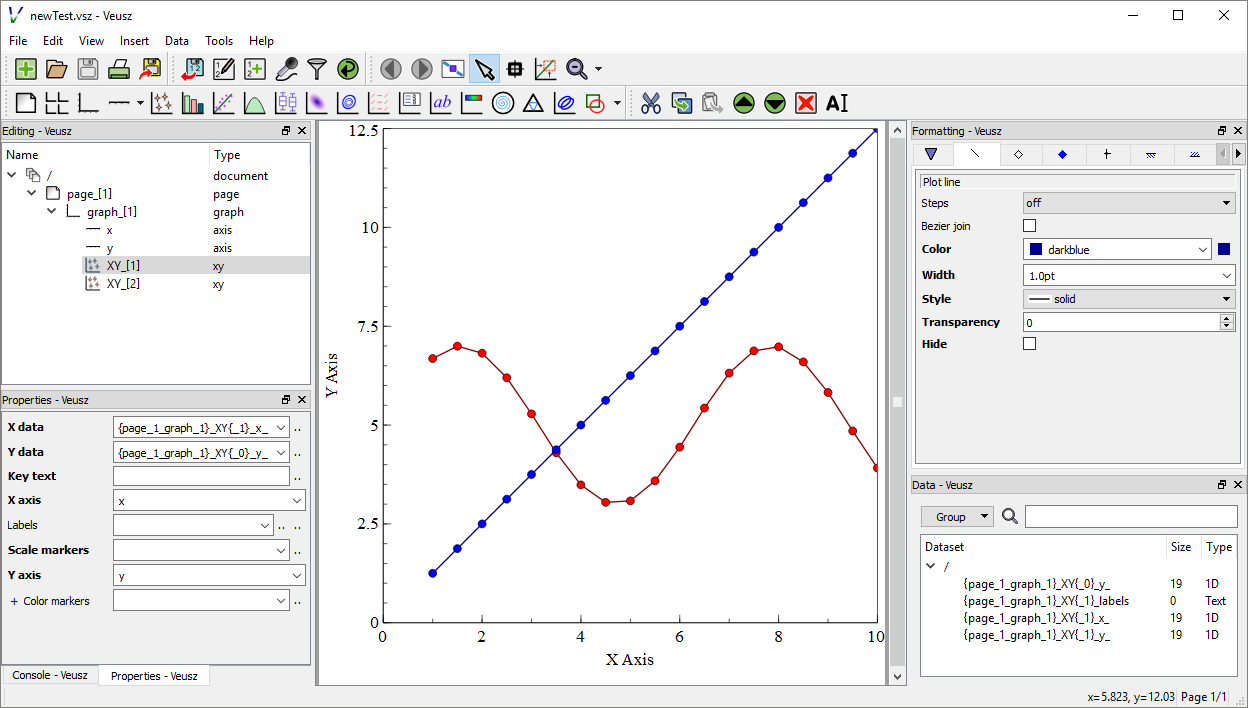 newTest.vsz - Veusz
File Edit View Insert Data Tools Help
Editing - Veusz
Name Type
/ document
page_[1] page
graph_[1] graph
x axis
y axis
XY_[1] xy
XY_[2] xy
Properties - Veusz
X data {page_1_graph_1}_XY{_1}_x_ ..
Y data {page_1_graph_1}_XY{_0}_y_ ..
Key text ..
X axis x
Labels .. ..
Scale markers ..
Y axis y
+ Color markers ..
Console - Veusz Properties - Veusz
12.5
10
7.5
5
2.5
0
Y Axis
0 2 4 6 8 10
X Axis
Formatting - Veusz
Plot line
Steps off
Bezier join
Color darkblue
Width 1.0pt
Style solid
Transparency 0
Hide
Data - Veusz
Group
Dataset Size Type
/
{page_1_graph_1}_XY{_0}_y_ 19 1D
{page_1_graph_1}_XY{_1}_labels 0 Text
{page_1_graph_1}_XY{_1}_x_ 19 1D
{page_1_graph_1}_XY{_1}_y_ 19 1D
x=5.823, y=12.03 Page 1/1